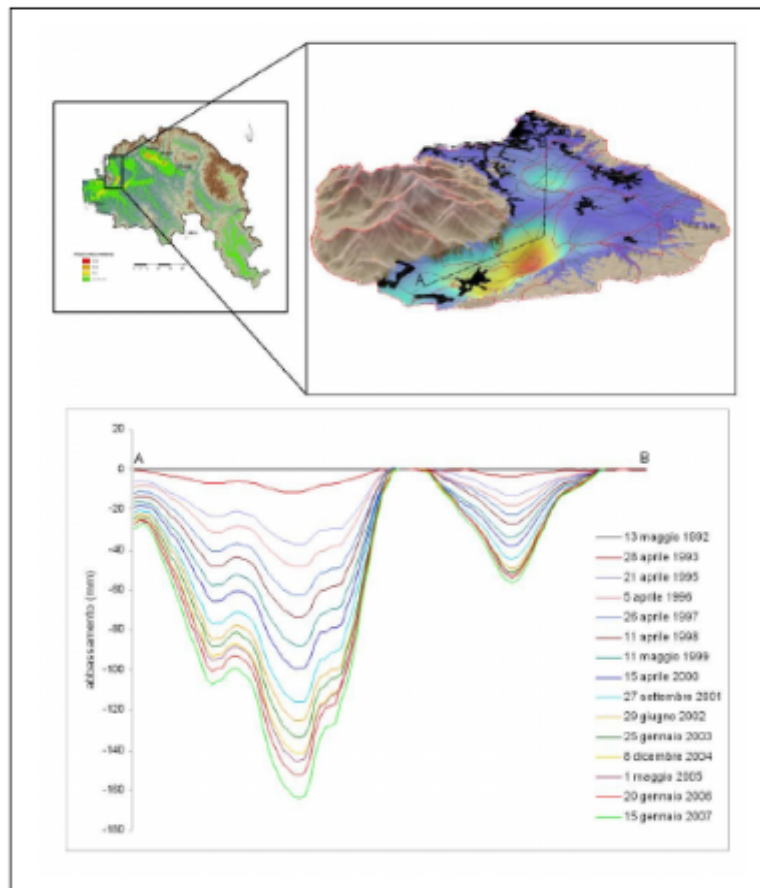 A
20
0
-20
-40
-60
-80
-100
-120
-140
-160
-180
abbassamento (mm)
A
B
13 maggio 1992
28 aprile 1993
21 aprile 1995
5 aprile 1996
26 aprile 1997
11 aprile 1998
11 maggio 1999
15 aprile 2000
27 settembre 2001
29 giugno 2002
25 gennaio 2003
8 dicembre 2004
1 maggio 2005
20 gennaio 2006
15 gennaio 2007